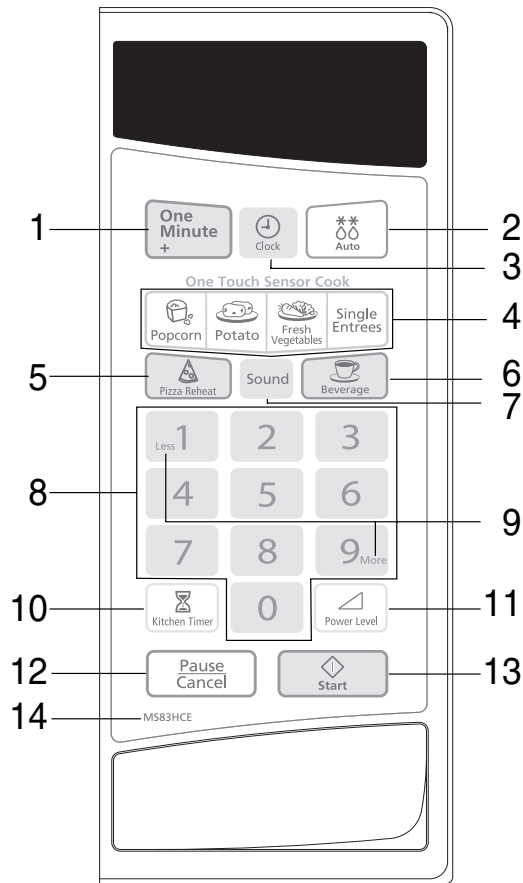 1
One
Minute
+
Clock
Auto
2
3
One Touch Sensor Cook
Popcorn
Potato
Fresh
Vegetables
Single
Entrees
4
5
Pizza Reheat
Sound
Beverage
6
7
8
Less 1
2
3
4
5
6
9
7
8
9 More
10
Kitchen Timer
0
Power Level
11
12
Pause
Cancel
Start
13
14
MS83HCE